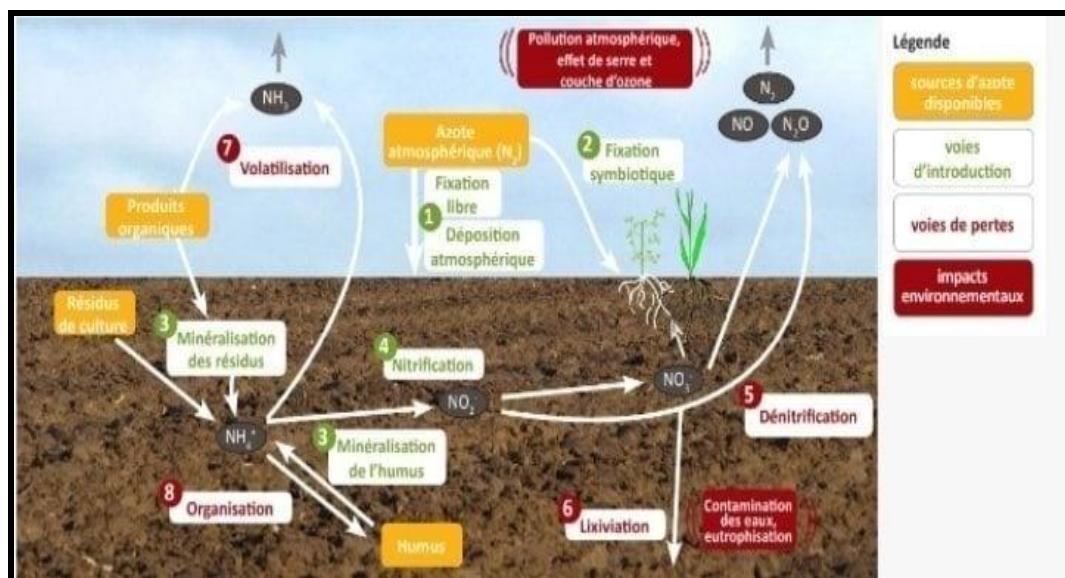 Pollution atmosphérique,
effet de serre et
couche d'ozone
NH₃
N₂
NO
N₂O
7
Volatilisation
Azote
atmosphérique (N₂)
2
Fixation
symbiotique
Fixation
libre
1
Déposition
atmosphérique
Produits
organiques
Résidus
de culture
3
Minéralisation
des résidus
4
Nitrification
NO₂⁻
NO₃⁻
5
Dénitrification
NH₄⁺
3
Minéralisation
de l'humus
8
Organisation
Humus
6
Lixiviation
Contamination
des eaux,
eutrophisation
Légende
sources d'azote
disponibles
voies
d'introduction
voies de pertes
impacts
environnementaux